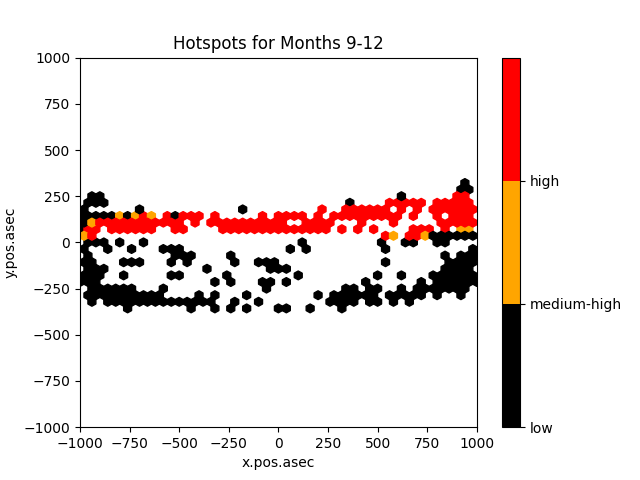 Hotspots for Months 9-12
1000
750
500
250
0
−250
−500
−750
−1000
y.pos.asec
−1000 −750 −500 −250 0 250 500 750 1000
x.pos.asec
high
medium-high
low